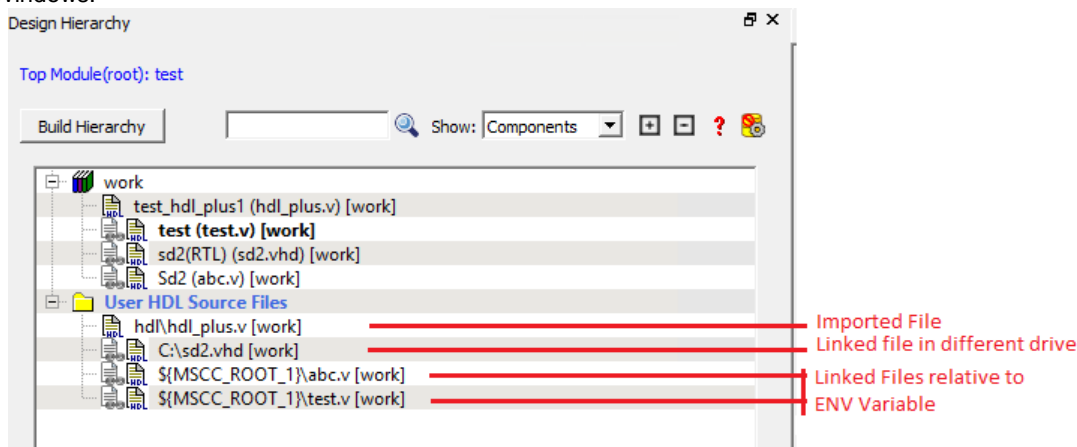 Design Hierarchy
Top Module(root): test
Build Hierarchy
Show: Components
work
test_hdl_plus1 (hdl_plus.v) [work]
test (test.v) [work]
sd2(RTL) (sd2.vhd) [work]
Sd2 (abc.v) [work]
User HDL Source Files
hdl\hdl_plus.v [work]
Imported File
C:\sd2.vhd [work]
Linked file in different drive
${MSCC_ROOT_1}\abc.v [work]
Linked Files relative to
${MSCC_ROOT_1}\test.v [work]
ENV Variable